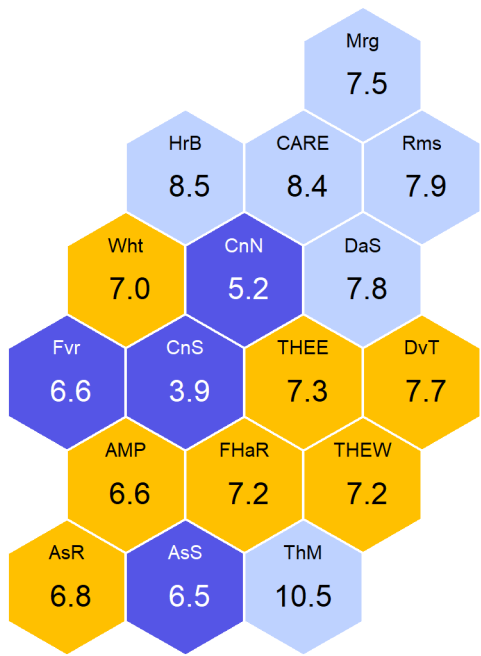 Mrg
7.5
HrB
8.5
CARE
8.4
Rms
7.9
Wht
7.0
CnN
5.2
DaS
7.8
Fvr
6.6
CnS
3.9
THEE
7.3
DvT
7.7
AMP
6.6
FHaR
7.2
THEW
7.2
AsR
6.8
AsS
6.5
ThM
10.5